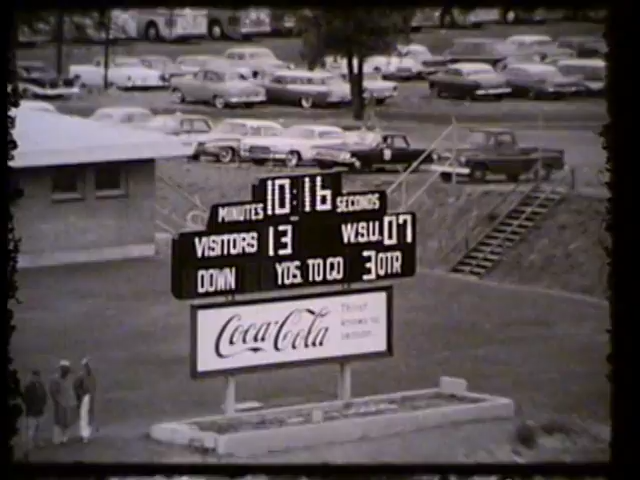 10:16
MINUTES SECONDS
VISITORS 13 W.S.U. 07
DOWN YDS. TO GO 3 QTR
Coca-Cola
Thirst
knows no
season